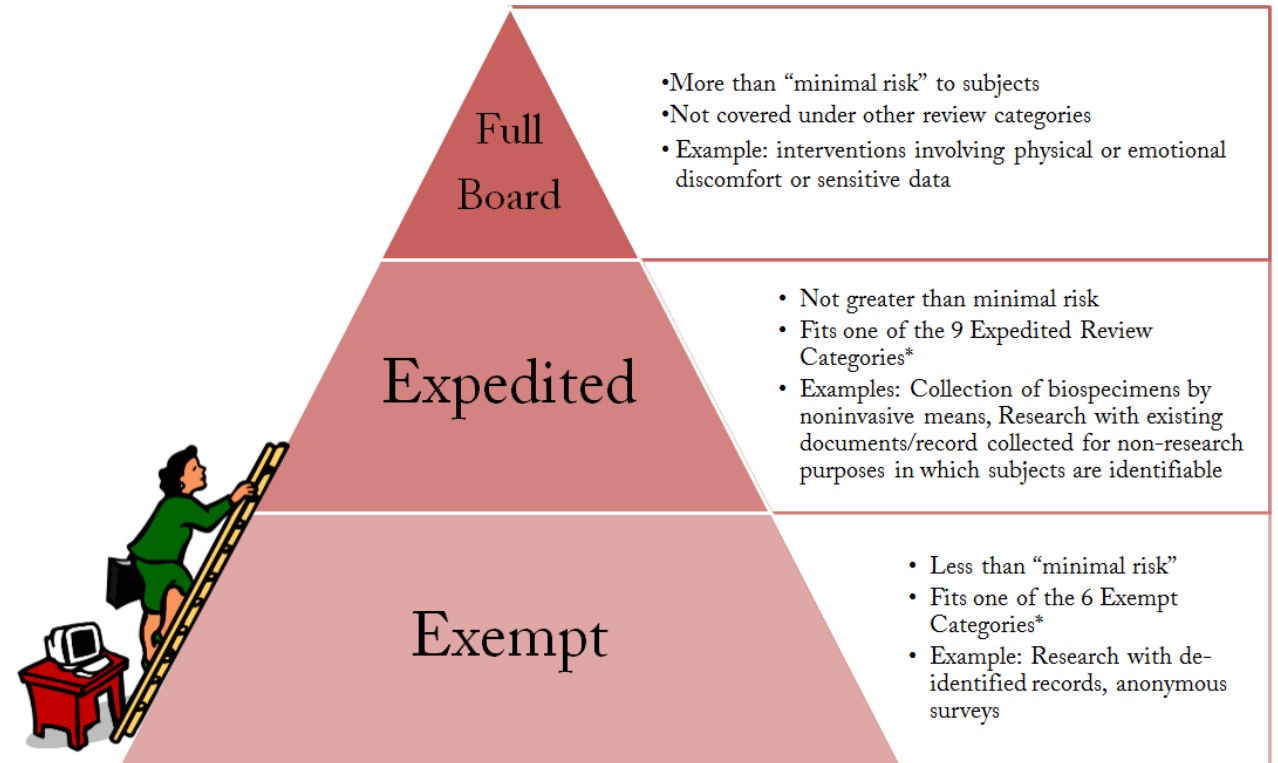 Full
Board
•More than “minimal risk” to subjects
•Not covered under other review categories
• Example: interventions involving physical or emotional
discomfort or sensitive data
Expedited
• Not greater than minimal risk
• Fits one of the 9 Expedited Review
Categories*
• Examples: Collection of biospecimens by
noninvasive means, Research with existing
documents/record collected for non-research
purposes in which subjects are identifiable
Exempt
• Less than “minimal risk”
• Fits one of the 6 Exempt
Categories*
• Example: Research with de-
identified records, anonymous
surveys